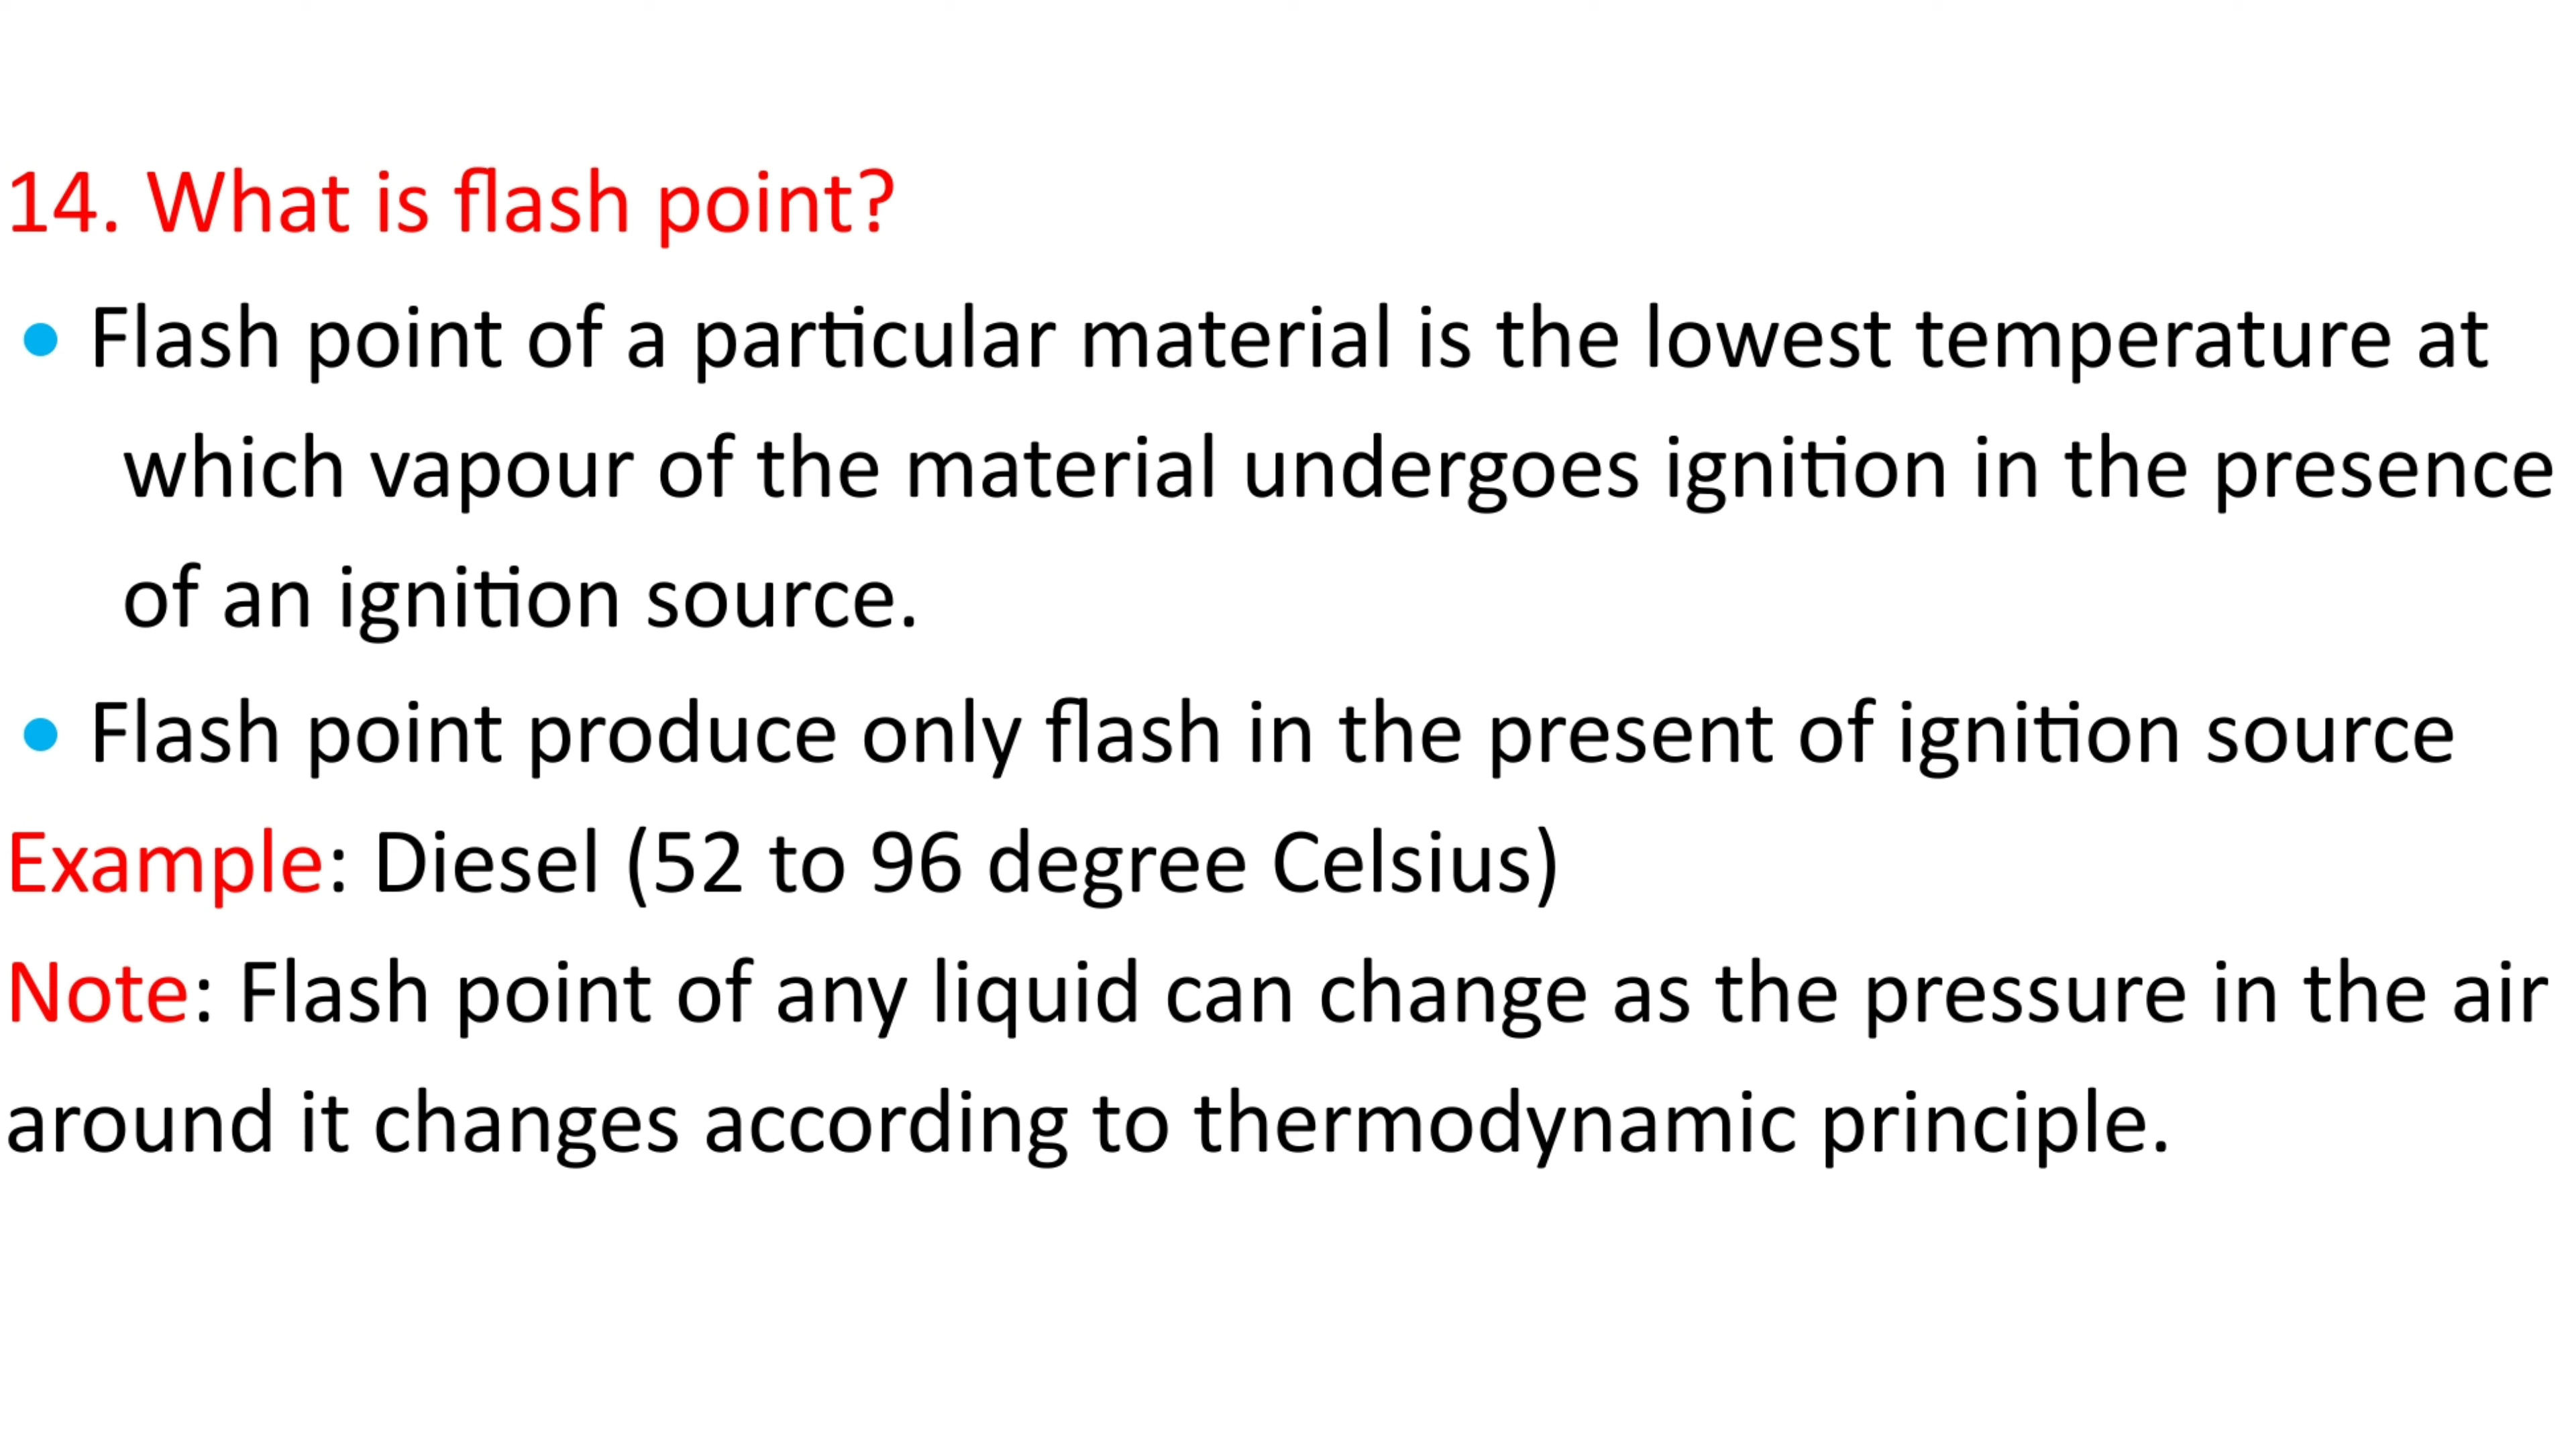 14. What is flash point?
• Flash point of a particular material is the lowest temperature at
which vapour of the material undergoes ignition in the presence
of an ignition source.
• Flash point produce only flash in the present of ignition source
Example: Diesel (52 to 96 degree Celsius)
Note: Flash point of any liquid can change as the pressure in the air
around it changes according to thermodynamic principle.